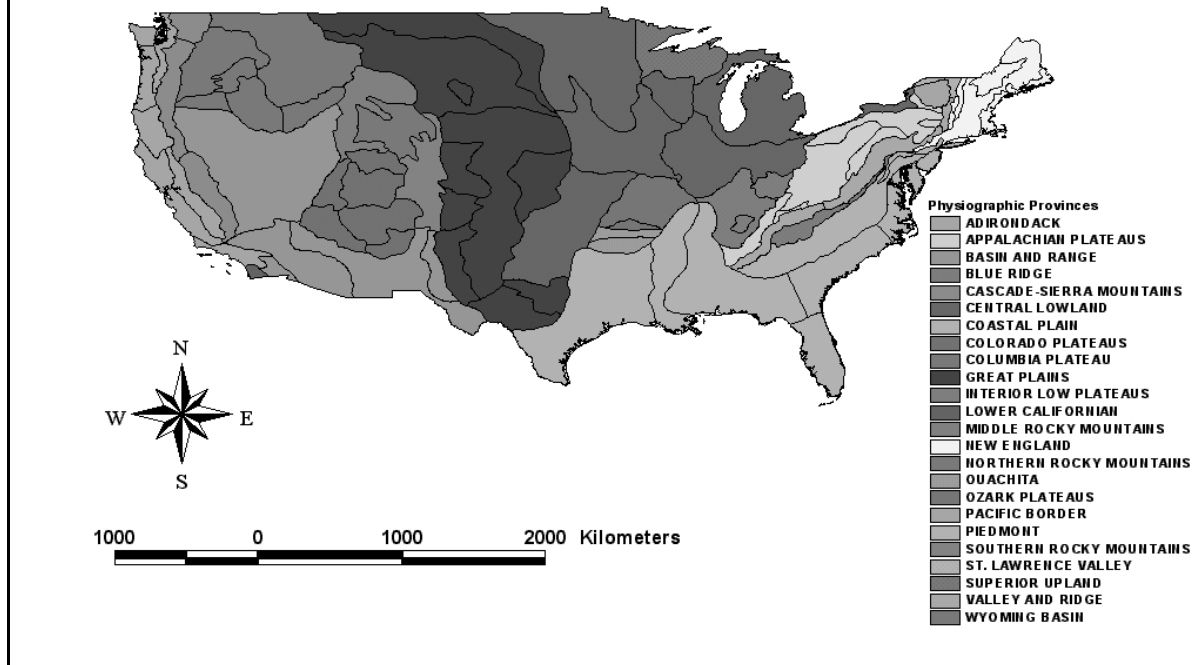 Physiographic Provinces
ADIRONDACK
APPALACHIAN PLATEAUS
BASIN AND RANGE
BLUE RIDGE
CASCADE-SIERRA MOUNTAINS
CENTRAL LOWLAND
COASTAL PLAIN
COLORADO PLATEAUS
COLUMBIA PLATEAU
GREAT PLAINS
INTERIOR LOW PLATEAUS
LOWER CALIFORNIAN
MIDDLE ROCKY MOUNTAINS
NEW ENGLAND
NORTHERN ROCKY MOUNTAINS
OUACHITA
OZARK PLATEAUS
PACIFIC BORDER
PIEDMONT
SOUTHERN ROCKY MOUNTAINS
ST. LAWRENCE VALLEY
SUPERIOR UPLAND
VALLEY AND RIDGE
WYOMING BASIN
N
W E
S
1000 0 1000 2000 Kilometers